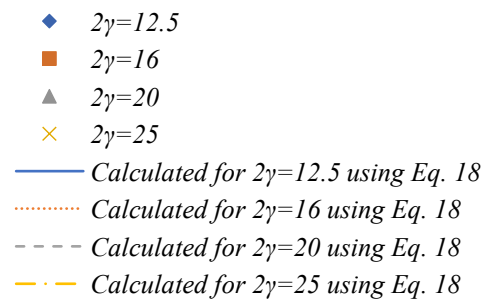 2γ=12.5
2γ=16
2γ=20
2γ=25
Calculated for 2γ=12.5 using Eq. 18
Calculated for 2γ=16 using Eq. 18
Calculated for 2γ=20 using Eq. 18
Calculated for 2γ=25 using Eq. 18